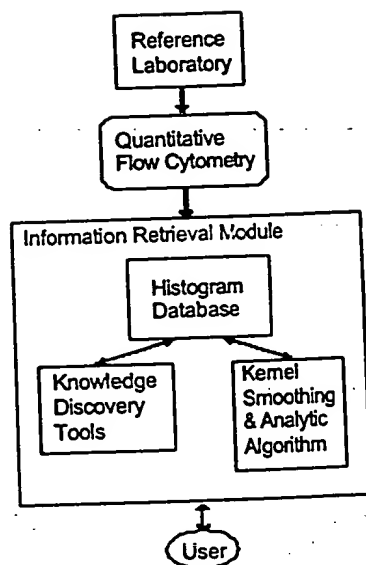 Reference
Laboratory
Quantitative
Flow Cytometry
Information Retrieval Module
Histogram
Database
Knowledge
Discovery
Tools
Kernel
Smoothing
& Analytic
Algorithm
User